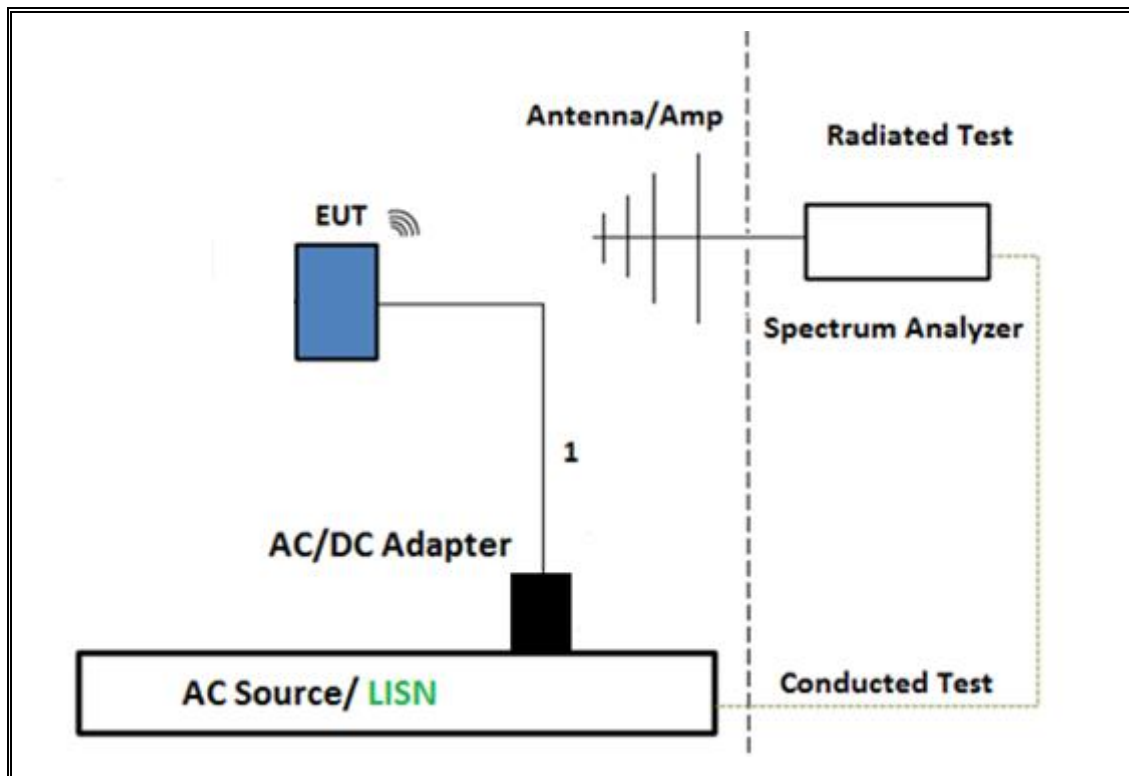 Antenna/Amp
Radiated Test
EUT
Spectrum Analyzer
1
AC/DC Adapter
AC Source/ LISN
Conducted Test